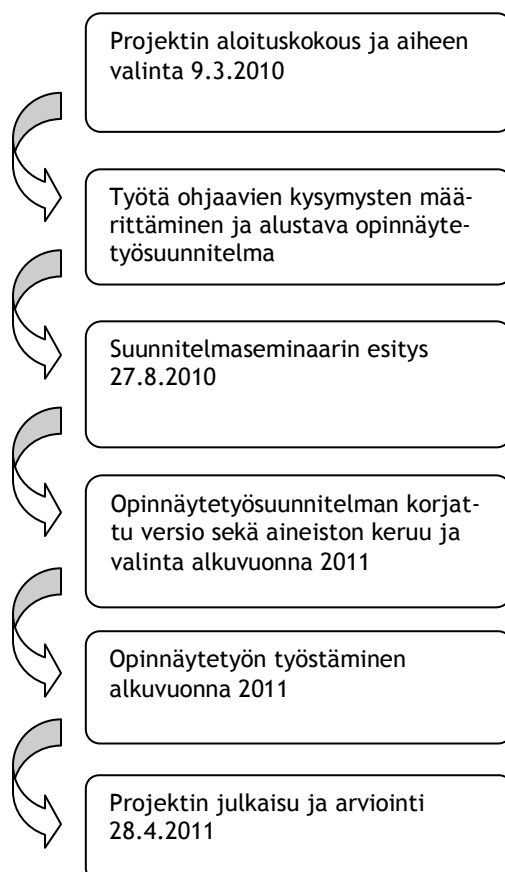 Projektin aloituskokous ja aiheen
valinta 9.3.2010
Työtä ohjaavien kysymysten mää-
rittäminen ja alustava opinnäyte-
työsuunnitelma
Suunnitelmaseminaarin esitys
27.8.2010
Opinnäytetyösuunnitelman korjat-
tu versio sekä aineiston keruu ja
valinta alkuvuonna 2011
Opinnäytetyön työstäminen
alkuvuonna 2011
Projektin julkaisu ja arviointi
28.4.2011